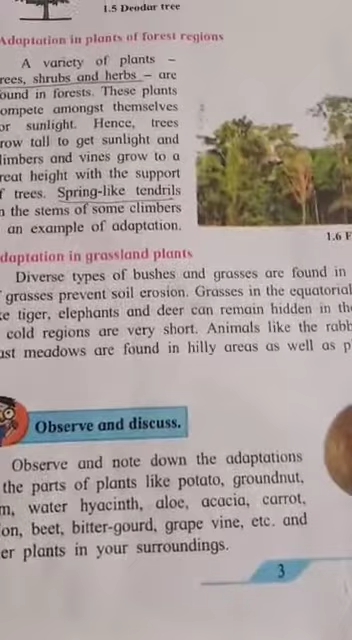 1.5 Deodar tree
Adaptation in plants of forest regions
A variety of plants –
rees, shrubs and herbs – are
ound in forests. These plants
ompete amongst themselves
or sunlight. Hence, trees
row tall to get sunlight and
limbers and vines grow to a
reat height with the support
f trees. Spring-like tendrils
n the stems of some climbers
an example of adaptation.
1.6 F
daptation in grassland plants
Diverse types of bushes and grasses are found in
grasses prevent soil erosion. Grasses in the equatorial
ke tiger, elephants and deer can remain hidden in the
cold regions are very short. Animals like the rabb
ast meadows are found in hilly areas as well as p
Observe and discuss.
Observe and note down the adaptations
the parts of plants like potato, groundnut,
m, water hyacinth, aloe, acacia, carrot,
on, beet, bitter-gourd, grape vine, etc. and
er plants in your surroundings.
3